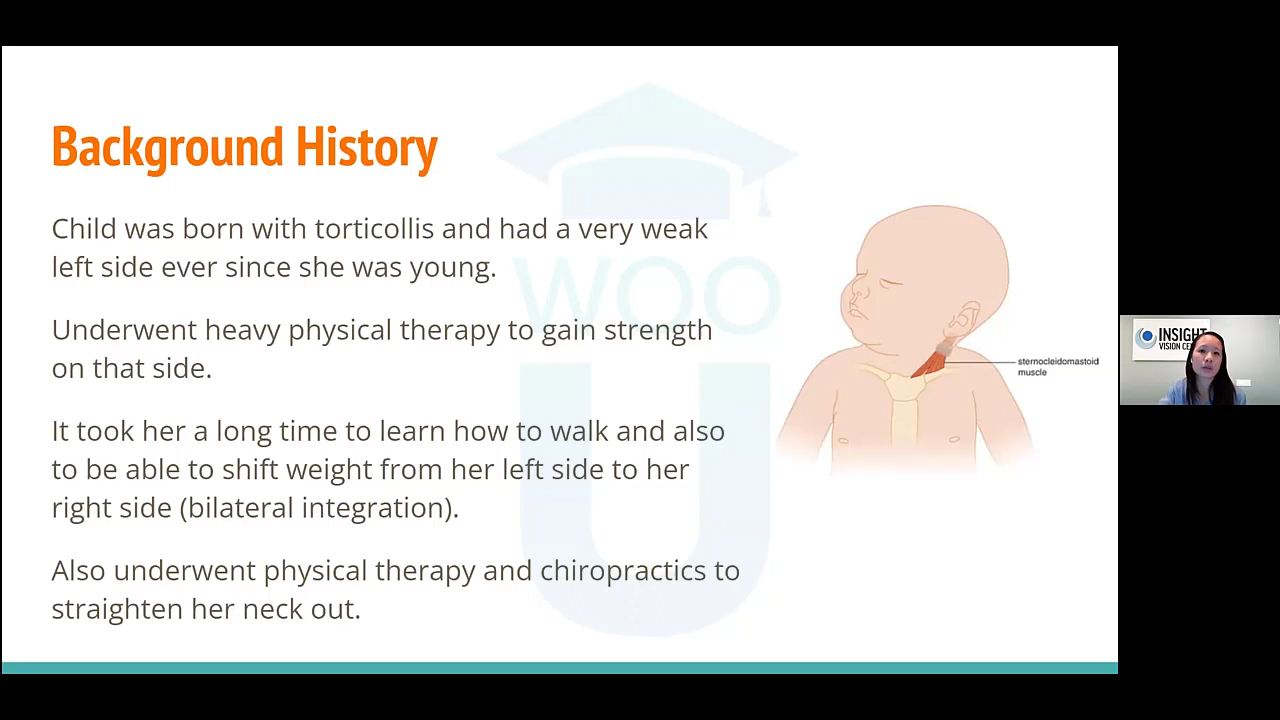 Background History
Child was born with torticollis and had a very weak
left side ever since she was young.
Underwent heavy physical therapy to gain strength
on that side.
It took her a long time to learn how to walk and also
to be able to shift weight from her left side to her
right side (bilateral integration).
Also underwent physical therapy and chiropractics to
straighten her neck out.
WOO
U
sternocleidomastoid
muscle
INSIGHT
VISION